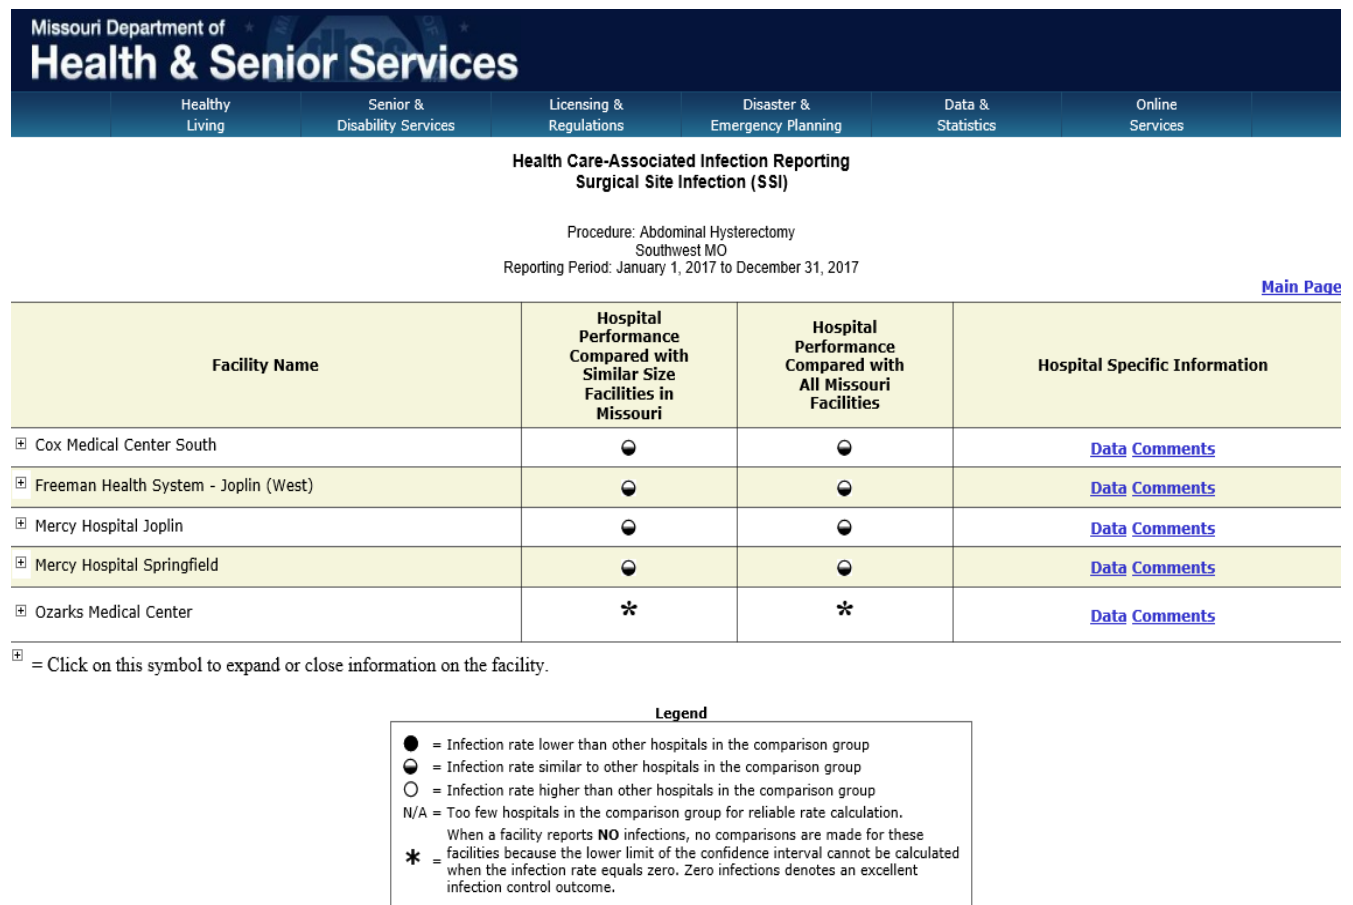 Missouri Department of
Health & Senior Services
Healthy Living
Senior & Disability Services
Licensing & Regulations
Disaster & Emergency Planning
Data & Statistics
Online Services
Health Care-Associated Infection Reporting
Surgical Site Infection (SSI)
Procedure: Abdominal Hysterectomy
Southwest MO
Reporting Period: January 1, 2017 to December 31, 2017
Main Page
Facility Name
Hospital
Performance
Compared with
Similar Size
Facilities in
Missouri
Hospital
Performance
Compared with
All Missouri
Facilities
Hospital Specific Information
Cox Medical Center South Data Comments
Freeman Health System - Joplin (West) Data Comments
Mercy Hospital Joplin Data Comments
Mercy Hospital Springfield Data Comments
Ozarks Medical Center * * Data Comments
= Click on this symbol to expand or close information on the facility.
Legend
= Infection rate lower than other hospitals in the comparison group
= Infection rate similar to other hospitals in the comparison group
= Infection rate higher than other hospitals in the comparison group
N/A = Too few hospitals in the comparison group for reliable rate calculation.
When a facility reports NO infections, no comparisons are made for these
* = facilities because the lower limit of the confidence interval cannot be calculated
when the infection rate equals zero. Zero infections denotes an excellent
infection control outcome.